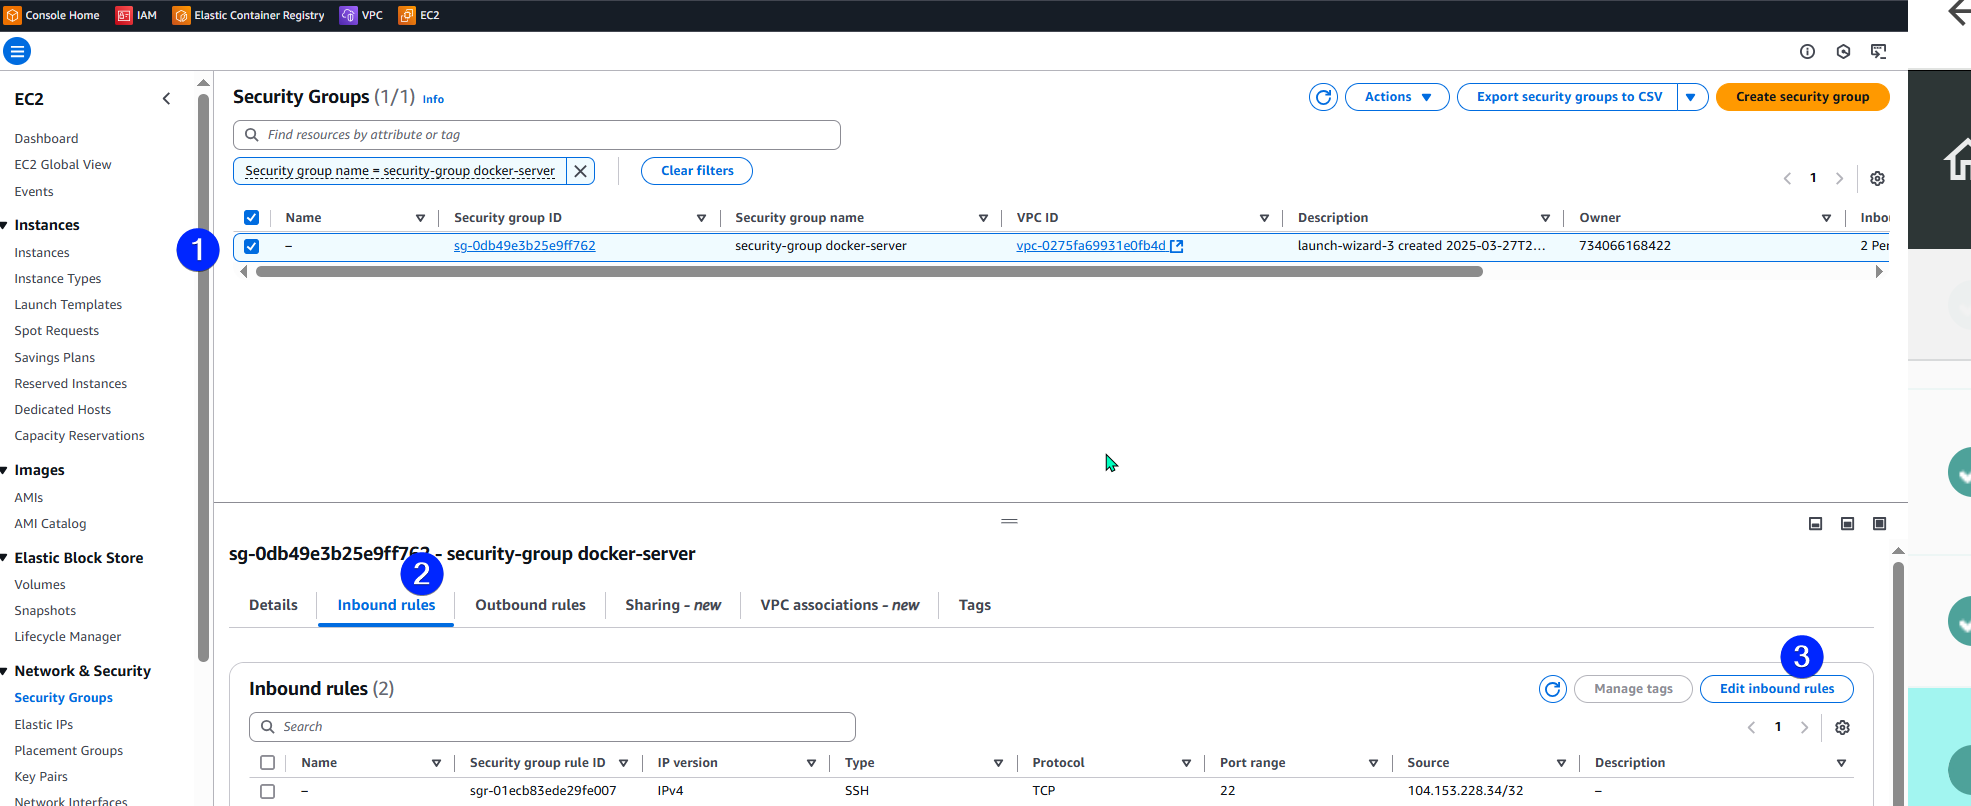 Console Home IAM Elastic Container Registry VPC EC2
EC2
Dashboard
EC2 Global View
Events
Instances
Instances
Instance Types
Launch Templates
Spot Requests
Savings Plans
Reserved Instances
Dedicated Hosts
Capacity Reservations
Images
AMIs
AMI Catalog
Elastic Block Store
Volumes
Snapshots
Lifecycle Manager
Network & Security
Security Groups
Elastic IPs
Placement Groups
Key Pairs
Network Interfaces
Security Groups (1/1) Info
Actions Export security groups to CSV Create security group
Find resources by attribute or tag
Security group name = security-group docker-server Clear filters
1
Name Security group ID Security group name VPC ID Description Owner Inbo
1 – sg-0db49e3b25e9ff762 security-group docker-server vpc-0275fa69931e0fb4d launch-wizard-3 created 2025-03-27T2... 734066168422 2 Per
sg-0db49e3b25e9ff762 - security-group docker-server
2
Details Inbound rules Outbound rules Sharing - new VPC associations - new Tags
3
Inbound rules (2) Manage tags Edit inbound rules
Search 1
Name Security group rule ID IP version Type Protocol Port range Source Description
– sgr-01ecb83ede29fe007 IPv4 SSH TCP 22 104.153.228.34/32 –